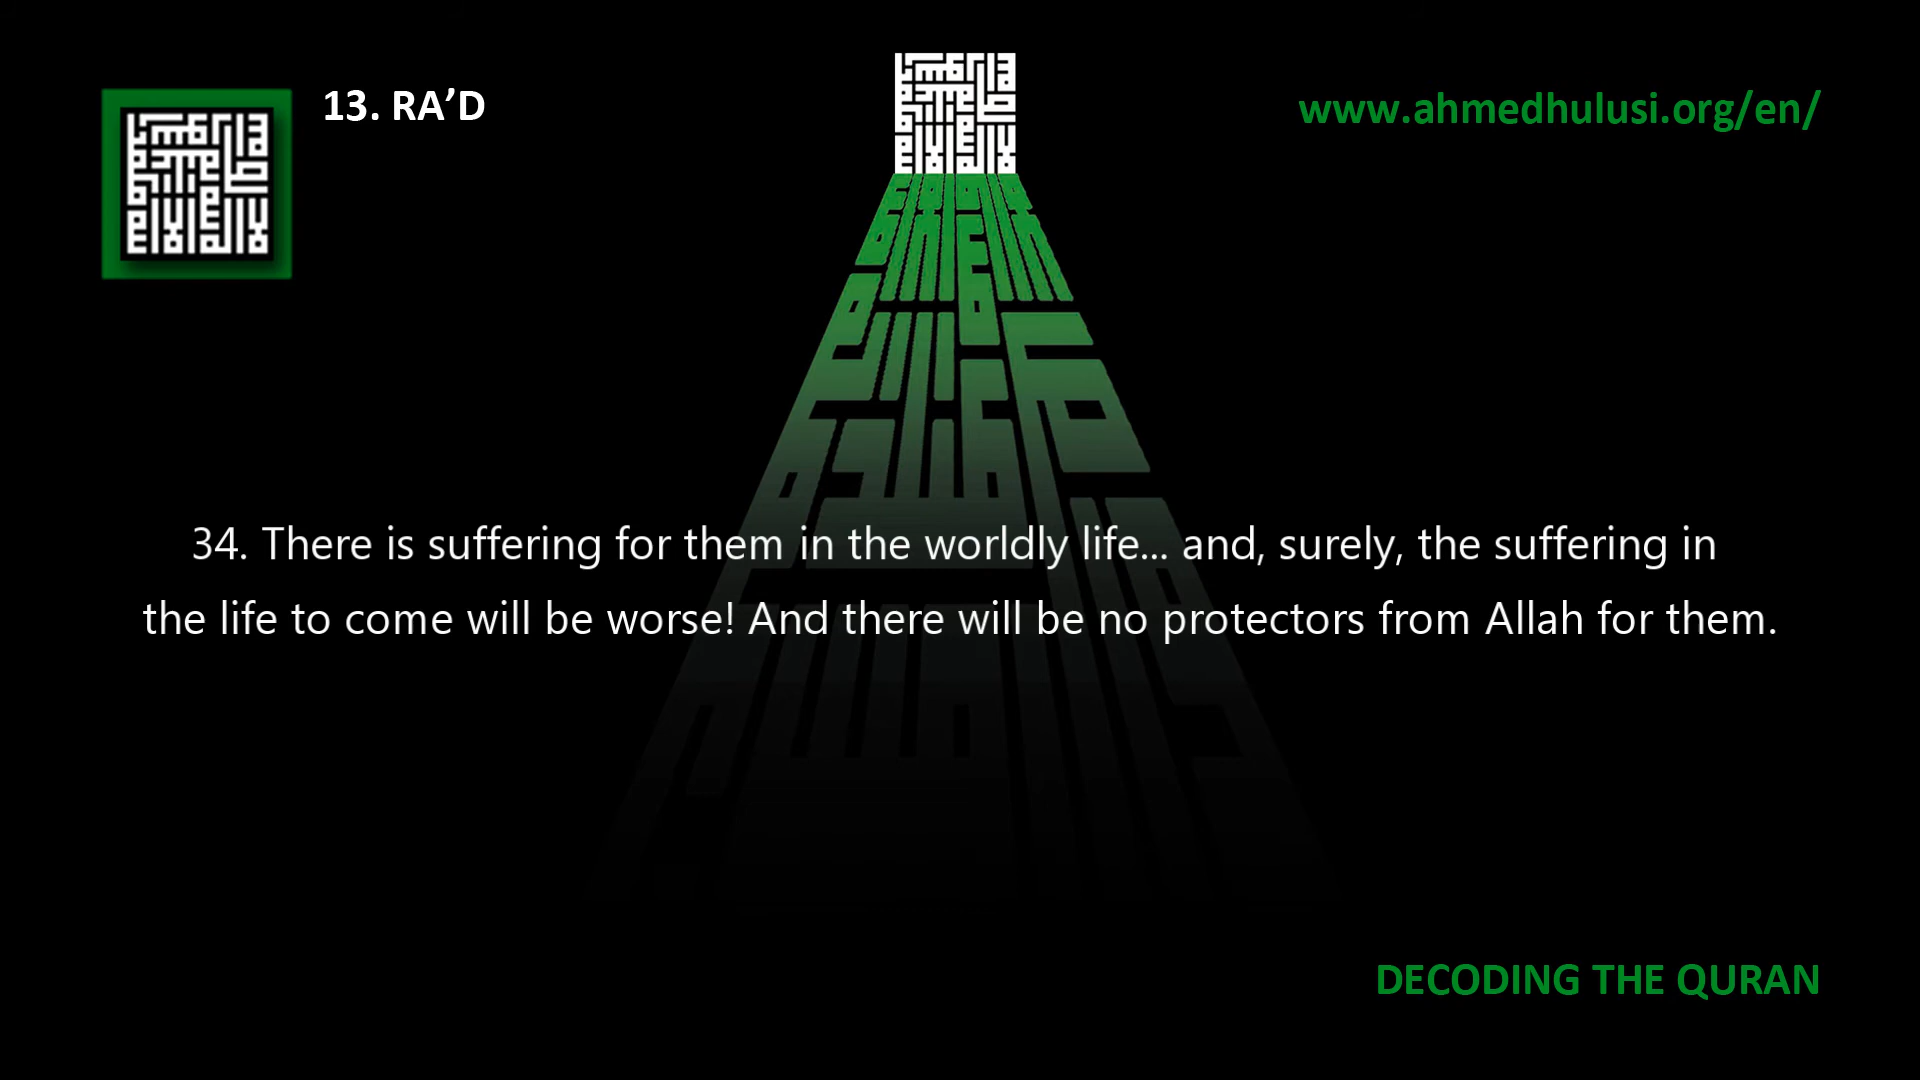 13. RA’D
www.ahmedhulusi.org/en/
34. There is suffering for them in the worldly life... and, surely, the suffering in
the life to come will be worse! And there will be no protectors from Allah for them.
DECODING THE QURAN